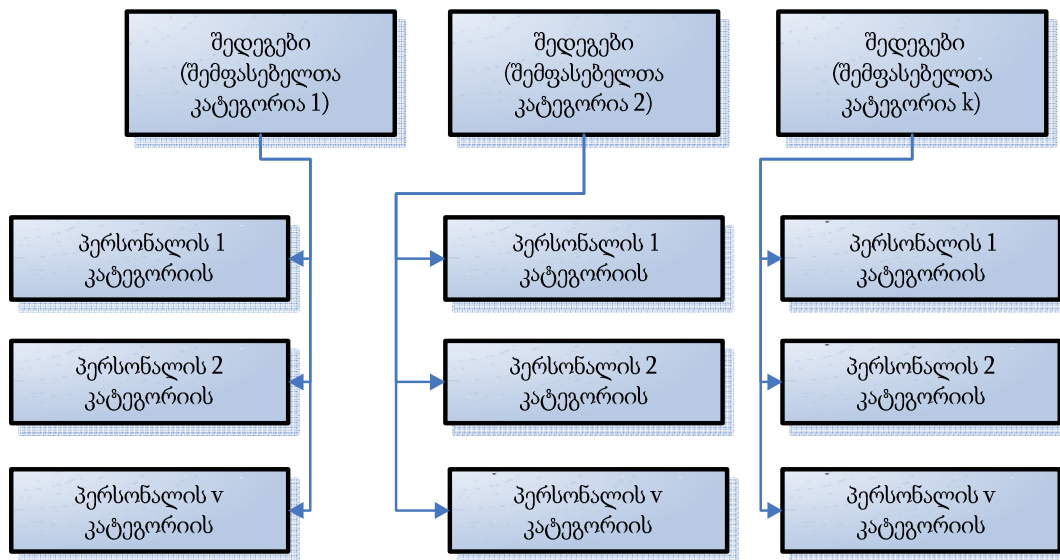 შედეგები
(შემფასებელთა
კატეგორია 1)
შედეგები
(შემფასებელთა
კატეგორია 2)
შედეგები
(შემფასებელთა
კატეგორია k)
პერსონალის 1
კატეგორიის
პერსონალის 1
კატეგორიის
პერსონალის 1
კატეგორიის
პერსონალის 2
კატეგორიის
პერსონალის 2
კატეგორიის
პერსონალის 2
კატეგორიის
პერსონალის v
კატეგორიის
პერსონალის v
კატეგორიის
პერსონალის v
კატეგორიის